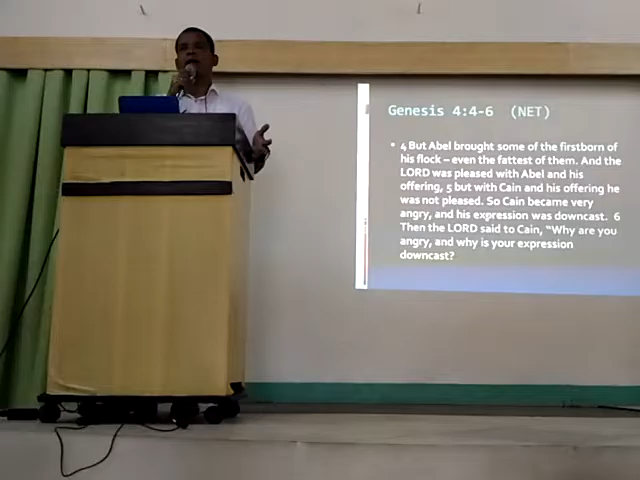 Genesis 4:4-6 (NET)
• 4 But Abel brought some of the firstborn of
his flock – even the fattest of them. And the
LORD was pleased with Abel and his
offering, 5 but with Cain and his offering he
was not pleased. So Cain became very
angry, and his expression was downcast. 6
Then the LORD said to Cain, "Why are you
angry, and why is your expression
downcast?